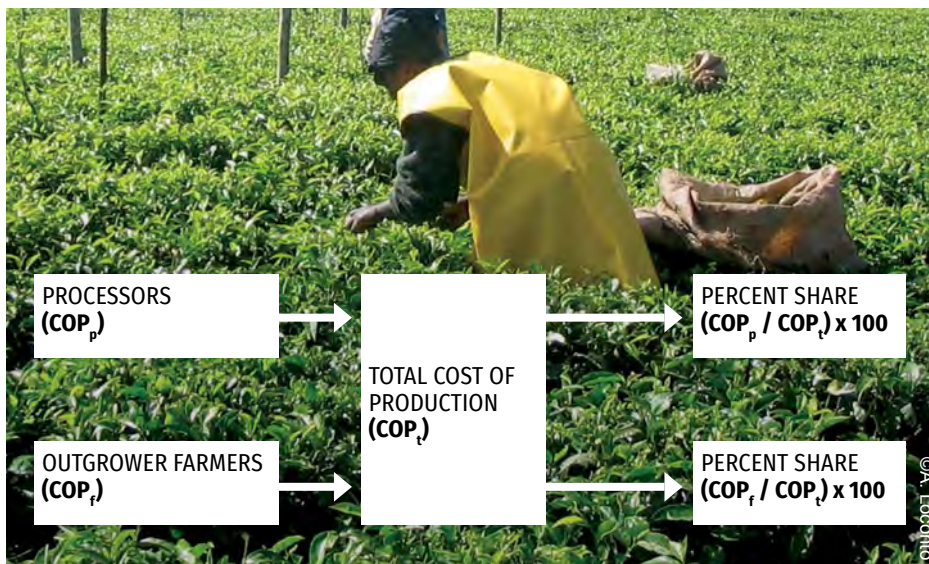 PROCESSORS
(COPp)
PERCENT SHARE
(COPp / COPt) x 100
TOTAL COST OF
PRODUCTION
(COPt)
OUTGROWER FARMERS
(COPf)
PERCENT SHARE
(COPf / COPt) x 100
©A. Loconto